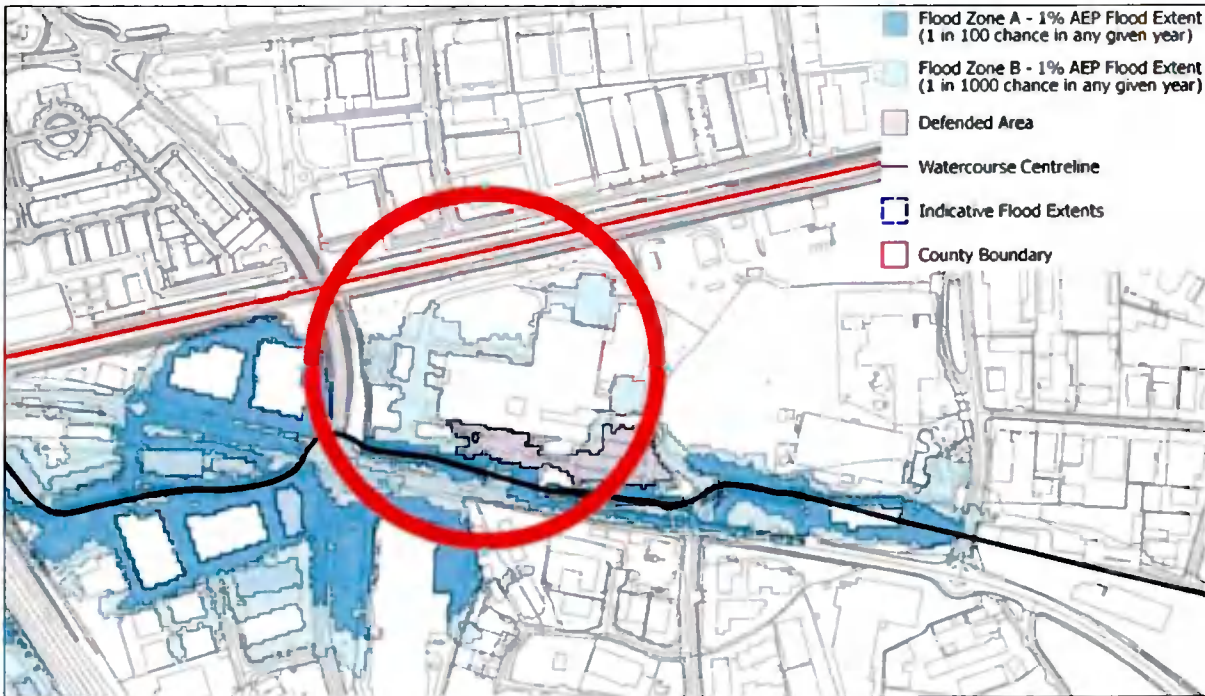 Flood Zone A - 1% AEP Flood Extent
(1 in 100 chance in any given year)
Flood Zone B - 1% AEP Flood Extent
(1 in 1000 chance in any given year)
Defended Area
Watercourse Centreline
Indicative Flood Extents
County Boundary